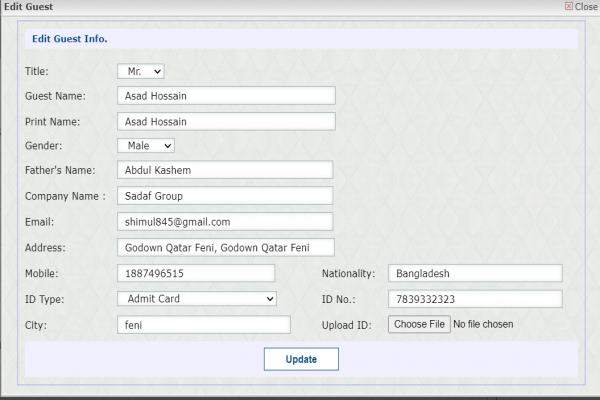 Edit Guest Close
Edit Guest Info.
Title: Mr.
Guest Name: Asad Hossain
Print Name: Asad Hossain
Gender: Male
Father's Name: Abdul Kashem
Company Name : Sadaf Group
Email: shimul845@gmail.com
Address: Godown Qatar Feni, Godown Qatar Feni
Mobile: 1887496515 Nationality: Bangladesh
ID Type: Admit Card ID No.: 7839332323
City: feni Upload ID: Choose File No file chosen
Update